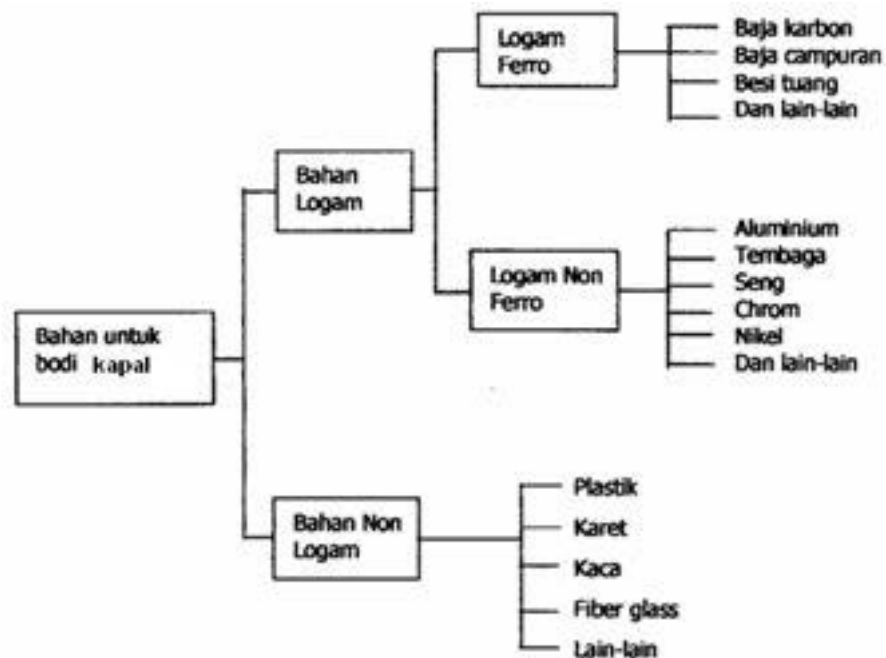 Bahan untuk
bodi kapal
Bahan
Logam
Logam
Ferro
Baja karbon
Baja campuran
Besi tuang
Dan lain-lain
Logam Non
Ferro
Aluminium
Tembaga
Seng
Chrom
Nikel
Dan lain-lain
Bahan Non
Logam
Plastik
Karet
Kaca
Fiber glass
Lain-lain